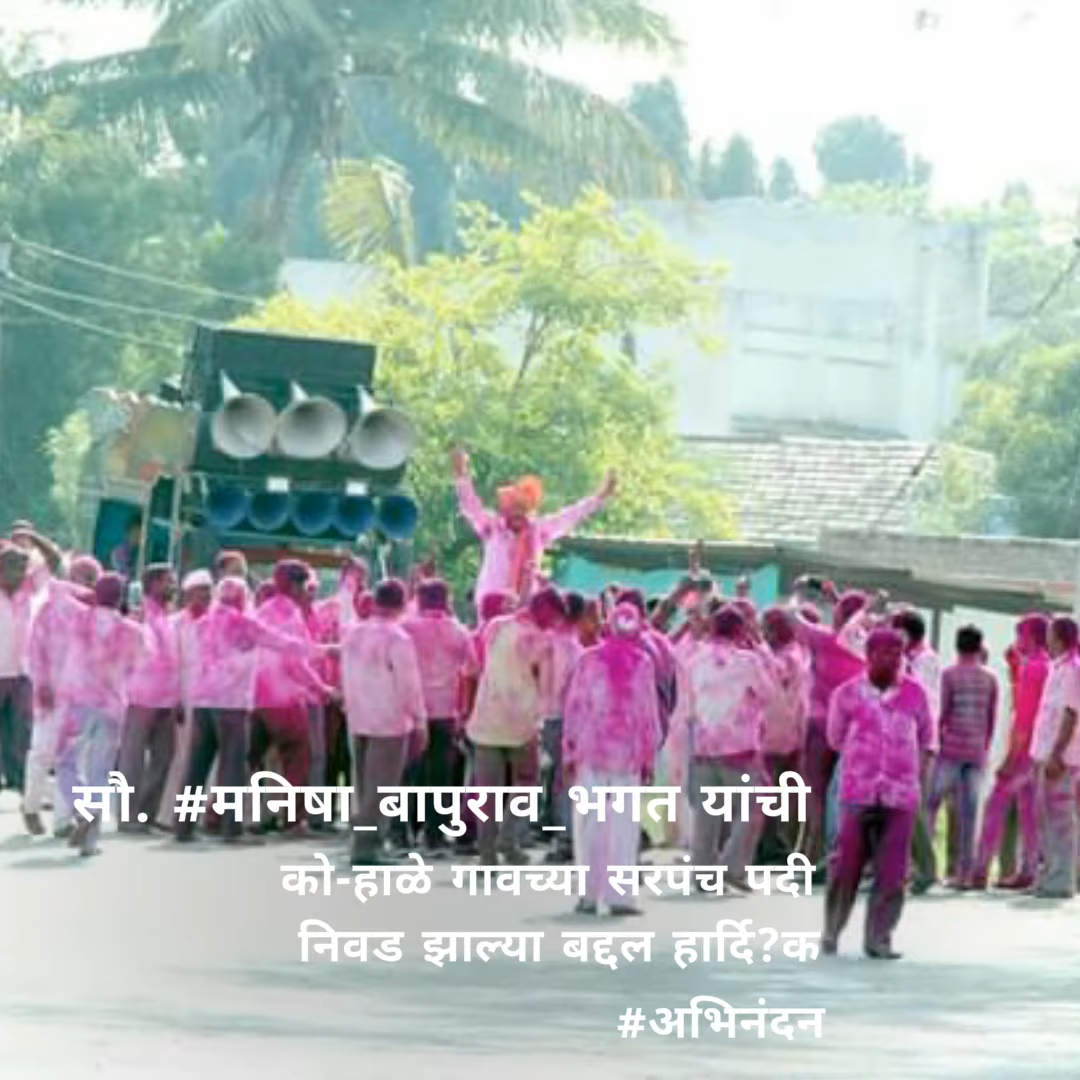 सौ. #मनिषा_बापुराव_भगत यांची
को-हाळे गावच्या सरपंच पदी
निवड झाल्या बद्दल हार्दि?क
#अभिनंदन